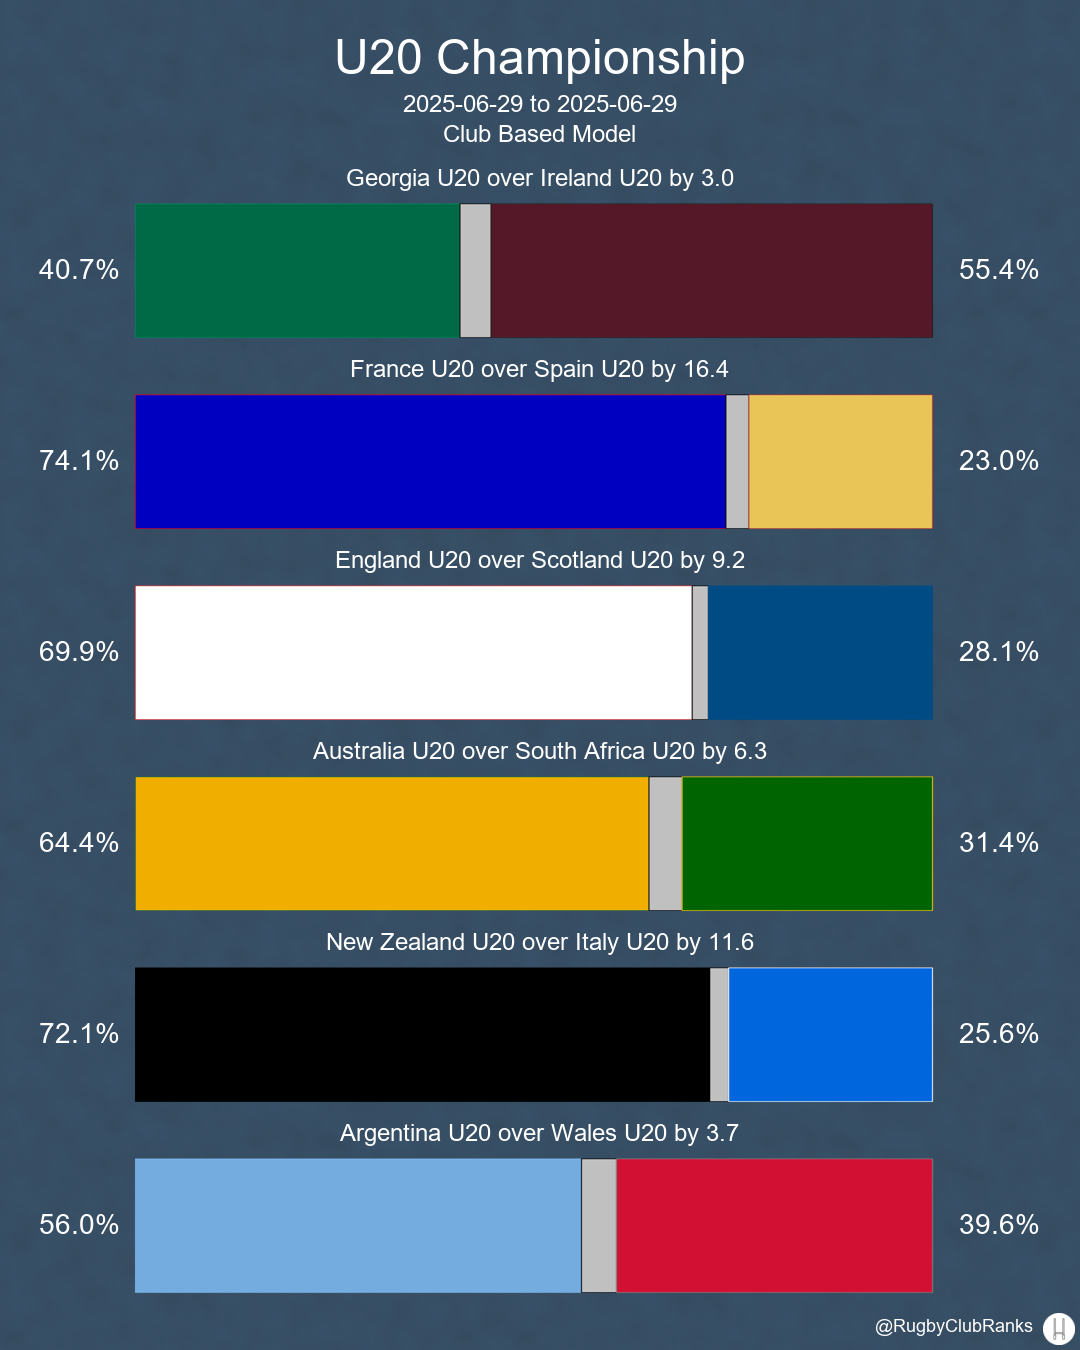 U20 Championship
2025-06-29 to 2025-06-29
Club Based Model
Georgia U20 over Ireland U20 by 3.0
40.7%
55.4%
France U20 over Spain U20 by 16.4
74.1%
23.0%
England U20 over Scotland U20 by 9.2
69.9%
28.1%
Australia U20 over South Africa U20 by 6.3
64.4%
31.4%
New Zealand U20 over Italy U20 by 11.6
72.1%
25.6%
Argentina U20 over Wales U20 by 3.7
56.0%
39.6%
@RugbyClubRanks